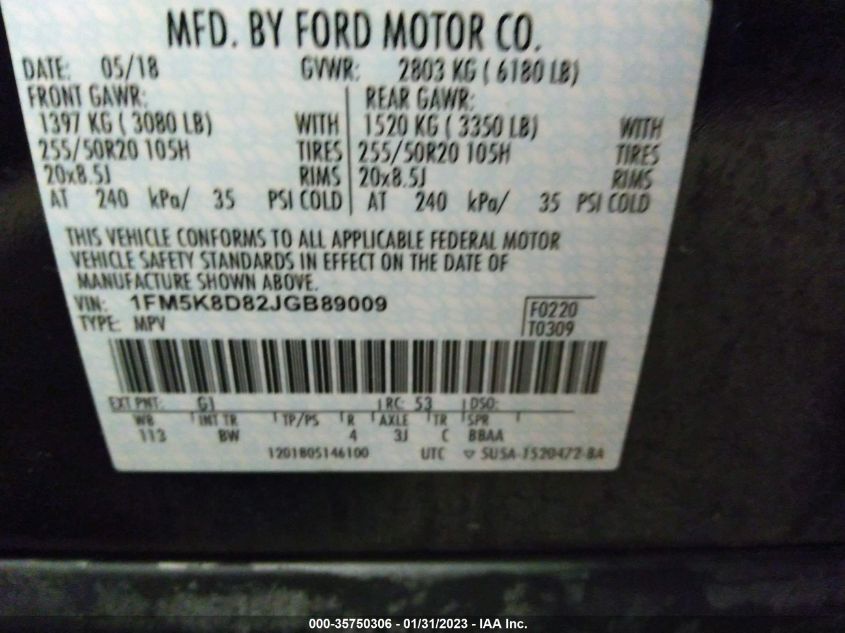 MFD. BY FORD MOTOR CO.
DATE: 05/18 GVWR: 2803 KG ( 6180 LB)
FRONT GAWR: REAR GAWR:
1397 KG ( 3080 LB) WITH 1520 KG ( 3350 LB) WITH
255/50R20 105H TIRES 255/50R20 105H TIRES
20x8.5J RIMS 20x8.5J RIMS
AT 240 kPa/ 35 PSI COLD AT 240 kPa/ 35 PSI COLD
THIS VEHICLE CONFORMS TO ALL APPLICABLE FEDERAL MOTOR
VEHICLE SAFETY STANDARDS IN EFFECT ON THE DATE OF
MANUFACTURE SHOWN ABOVE.
VIN: 1FM5K8D82JGB89009 F0220
TYPE: MPV T0309
EXT PNT: G1 RC: 53 DSO:
WB INT TR TP/PS R AXLE TR SPR
113 BW 4 3J C BBAA
1201805146100 UTC ▽ SUSA-1520472-BA
000-35750306 - 01/31/2023 - IAA Inc.